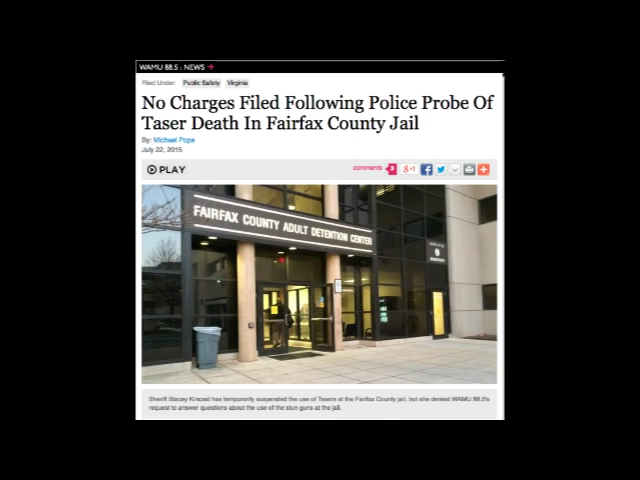 WAMU 88.5 : NEWS
Filed Under: Public Safety Virginia
No Charges Filed Following Police Probe Of
Taser Death In Fairfax County Jail
By: Michael Pope
July 22, 2015
PLAY
comments 3
g+1
FAIRFAX COUNTY ADULT DETENTION CENTER
Sheriff Stacey Kincaid has temporarily suspended the use of Tasers at the Fairfax County jail, but she denied WAMU 88.5's
request to answer questions about the use of the stun guns at the jail.